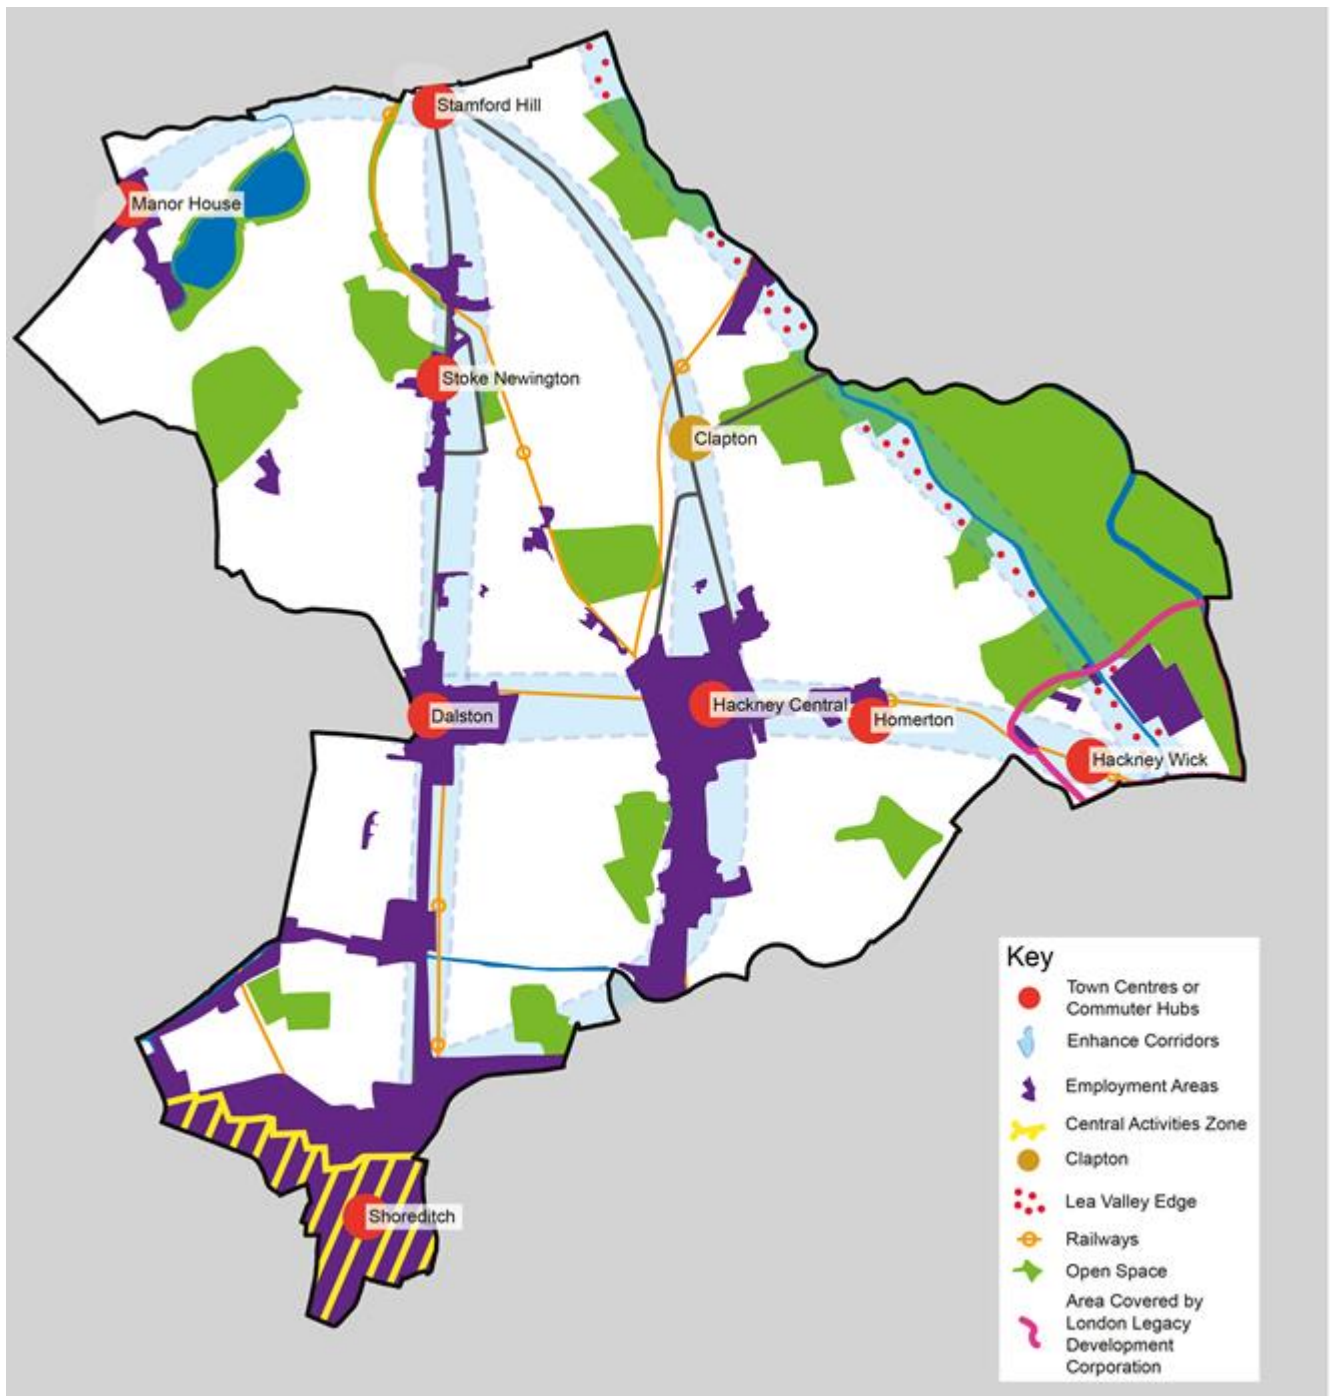 Stamford Hill
Manor House
Stoke Newington
Clapton
Dalston
Hackney Central
Homerton
Hackney Wick
Shoreditch
Key
Town Centres or
Commuter Hubs
Enhance Corridors
Employment Areas
Central Activities Zone
Clapton
Lea Valley Edge
Railways
Open Space
Area Covered by
London Legacy
Development
Corporation